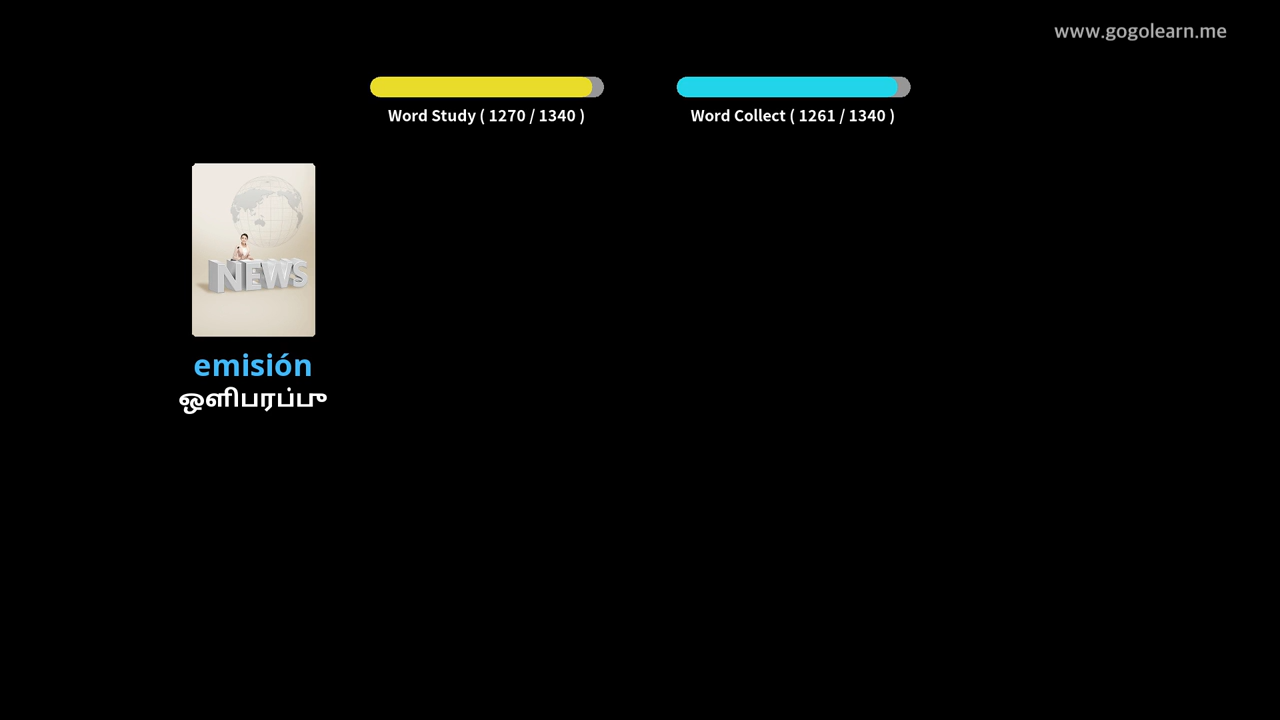 www.gogolearn.me
Word Study ( 1270 / 1340 )
Word Collect ( 1261 / 1340 )
NEWS
emisión
ஒளிபரப்பு